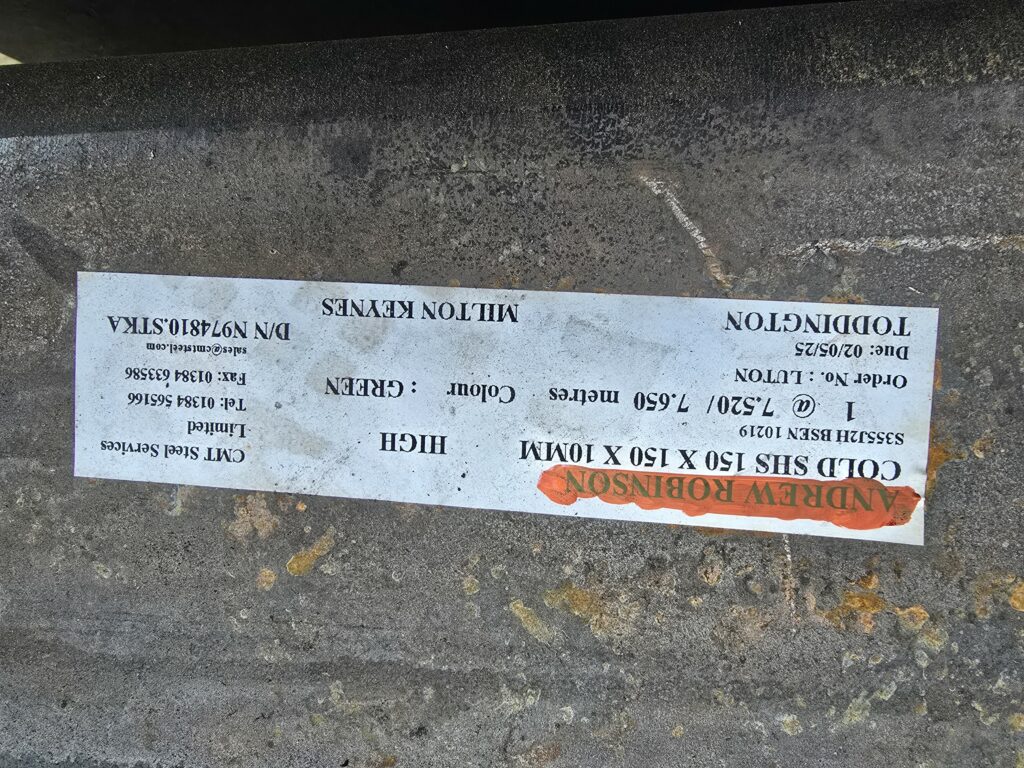 ANDREW ROBINSON
COLD SHS 150 X 150 X 10MM
S355J2H BSEN 10219
1 @ 7.520/ 7.650 metres
Order No. : LUTON
Due: 02/05/25
TODDINGTON
HIGH
Colour : GREEN
MILTON KEYNES
CMT Steel Services
Limited
Tel: 01384 565166
Fax: 01384 633586
sales@cmtsteel.com
D/N N974810.STKA